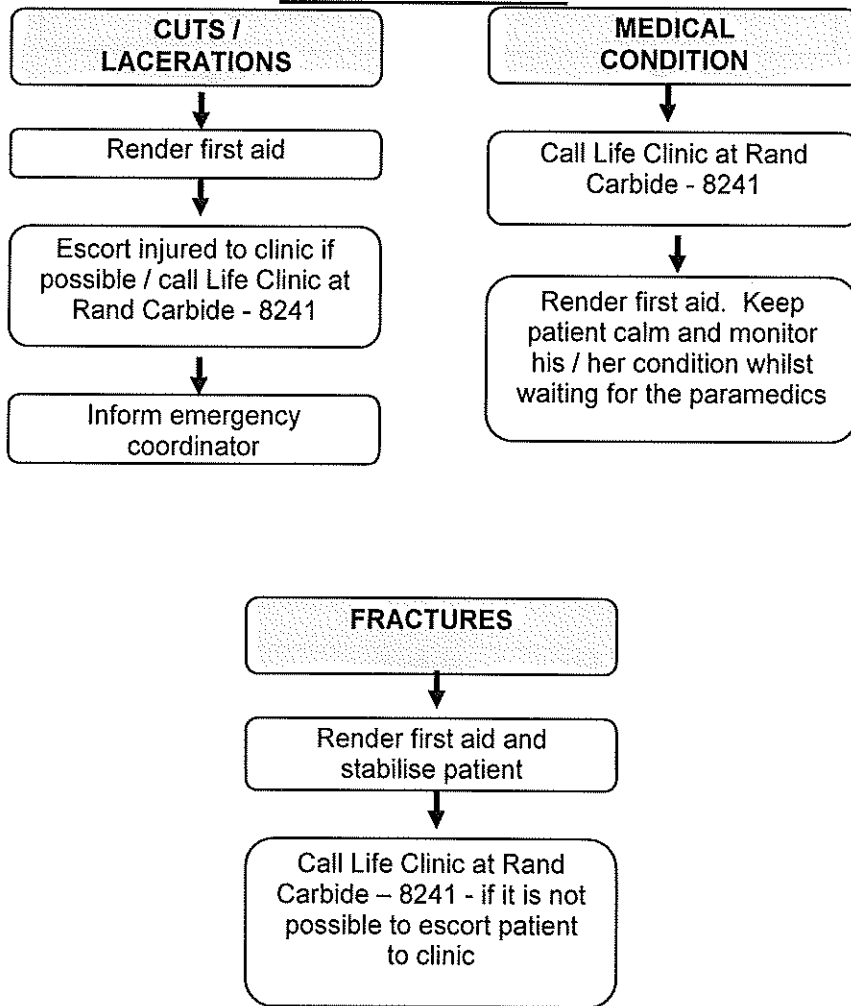 CUTS /
LACERATIONS
Render first aid
Escort injured to clinic if
possible / call Life Clinic at
Rand Carbide - 8241
Inform emergency
coordinator
MEDICAL
CONDITION
Call Life Clinic at Rand
Carbide - 8241
Render first aid.  Keep
patient calm and monitor
his / her condition whilst
waiting for the paramedics
FRACTURES
Render first aid and
stabilise patient
Call Life Clinic at Rand
Carbide – 8241 - if it is not
possible to escort patient
to clinic